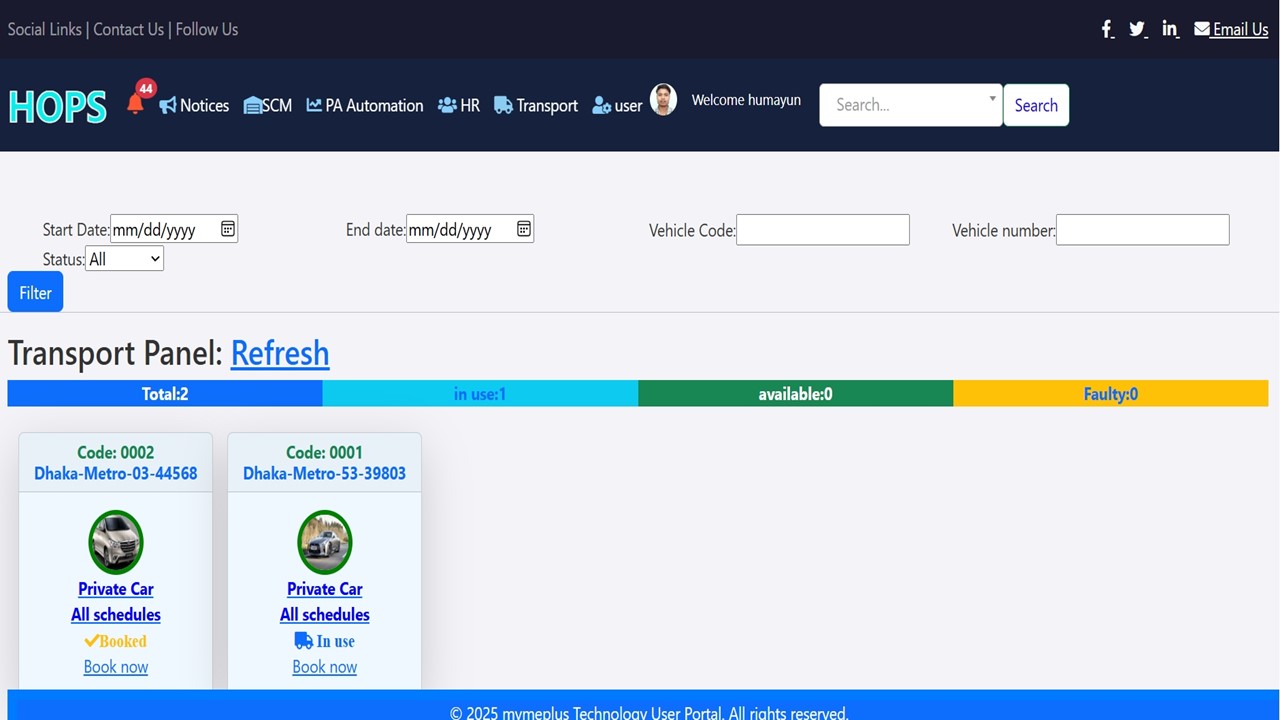 Social Links | Contact Us | Follow Us
Email Us
HOPS
44
Notices
SCM
PA Automation
HR
Transport
user
Welcome humayun
Search...
Search
Start Date: mm/dd/yyyy
End date: mm/dd/yyyy
Vehicle Code:
Vehicle number:
Status: All
Filter
Transport Panel: Refresh
Total:2
in use:1
available:0
Faulty:0
Code: 0002
Dhaka-Metro-03-44568
Private Car
All schedules
Booked
Book now
Code: 0001
Dhaka-Metro-53-39803
Private Car
All schedules
In use
Book now
© 2025 mymeplus Technology User Portal. All rights reserved.